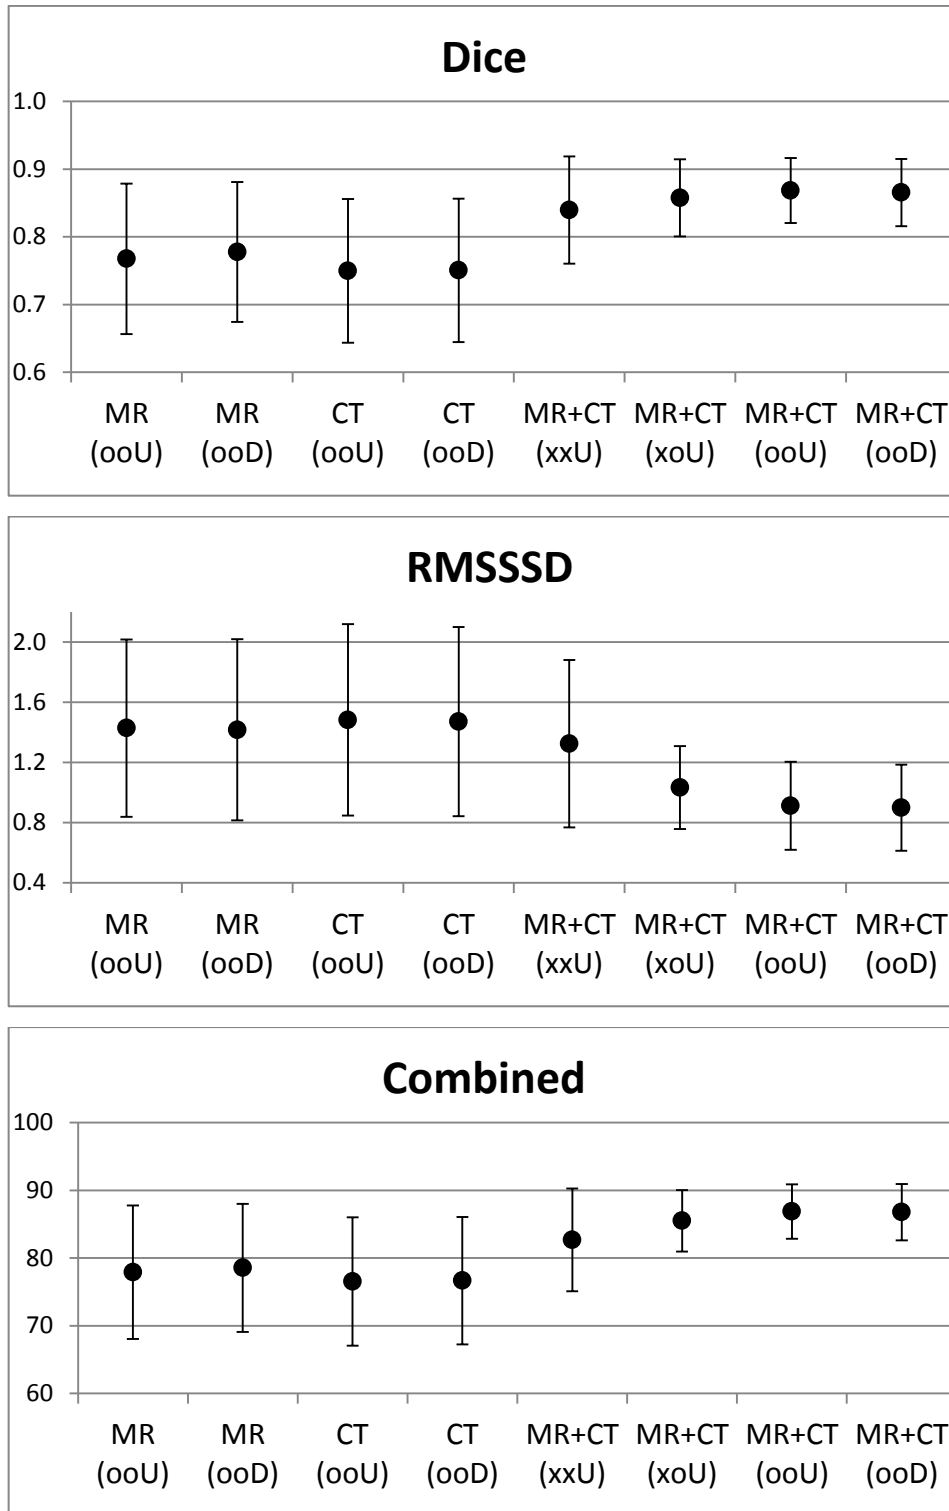 Dice
1.0
0.9
0.8
0.7
0.6
MR MR CT CT MR+CT MR+CT MR+CT MR+CT
(ooU) (ooD) (ooU) (ooD) (xxU) (xoU) (ooU) (ooD)
RMSSSD
2.0
1.6
1.2
0.8
0.4
MR MR CT CT MR+CT MR+CT MR+CT MR+CT
(ooU) (ooD) (ooU) (ooD) (xxU) (xoU) (ooU) (ooD)
Combined
100
90
80
70
60
MR MR CT CT MR+CT MR+CT MR+CT MR+CT
(ooU) (ooD) (ooU) (ooD) (xxU) (xoU) (ooU) (ooD)